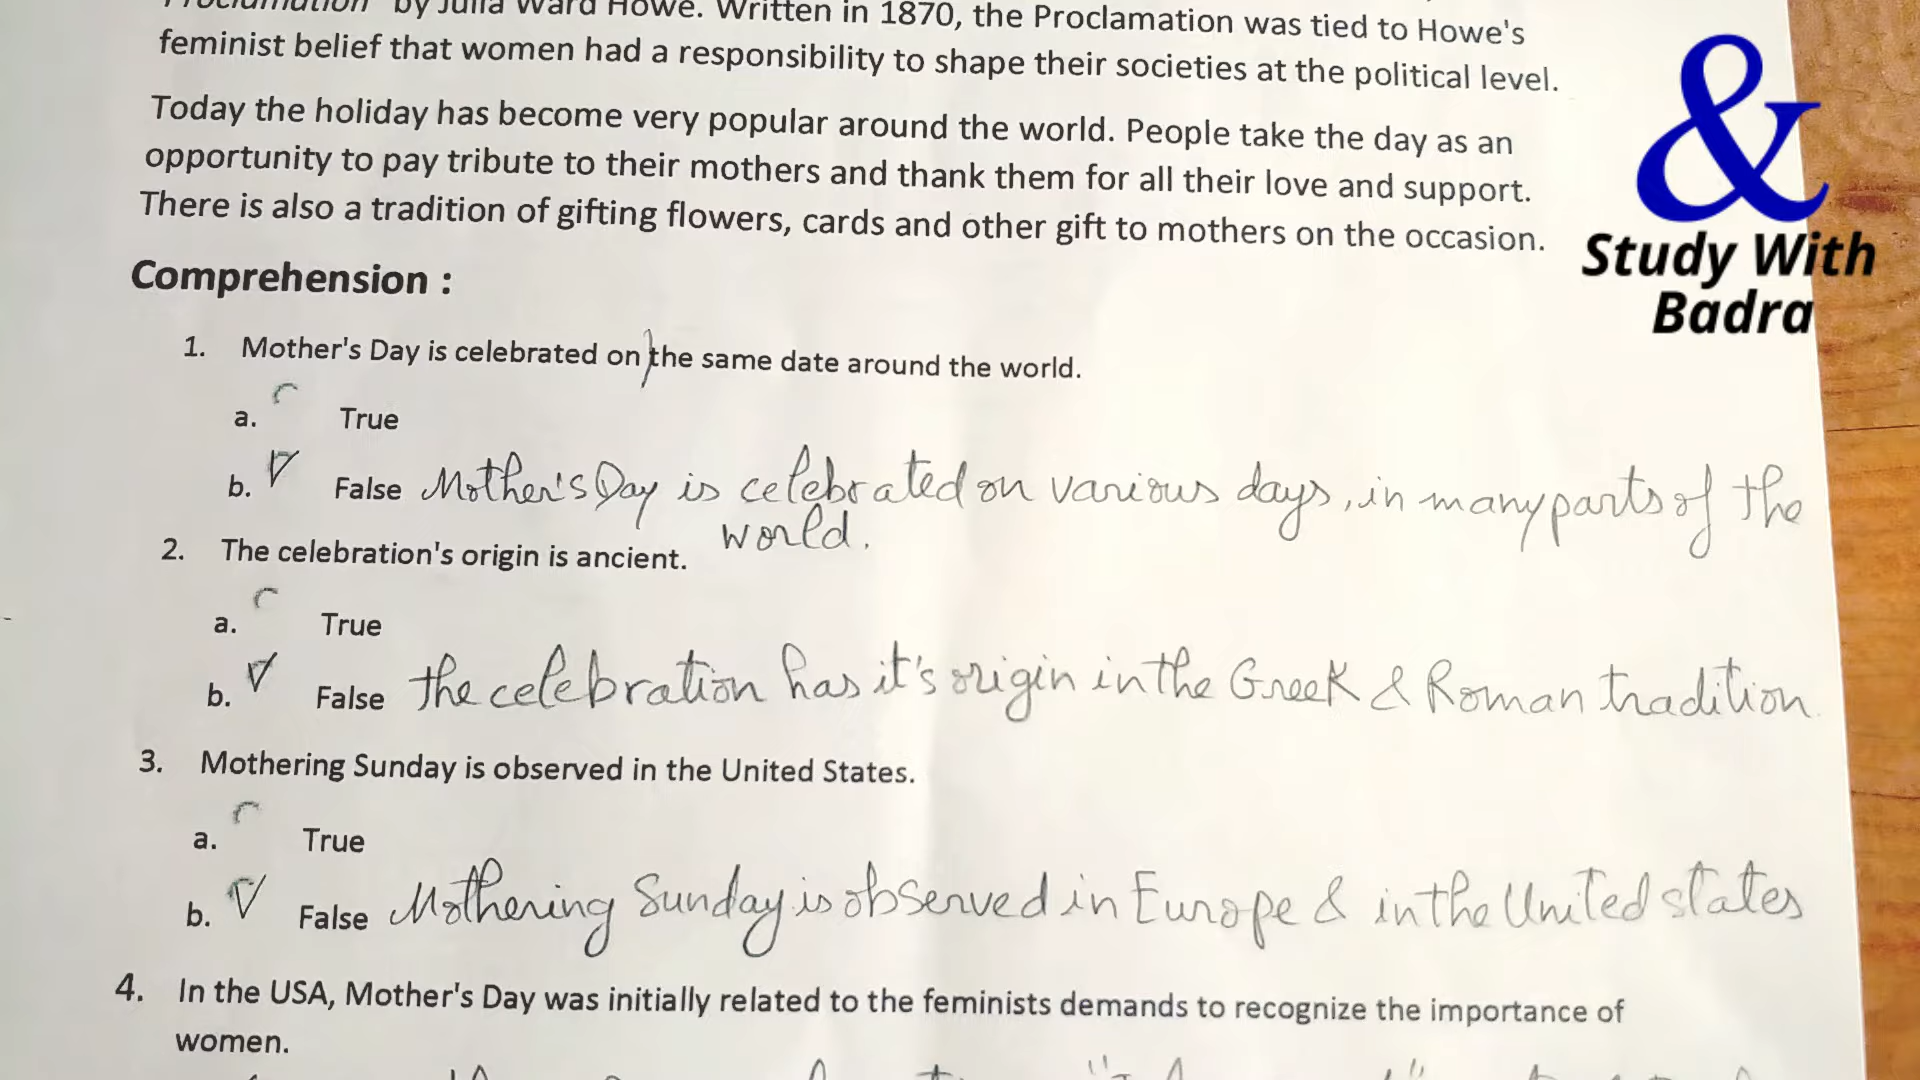 Proclamation" by Julia Ward Howe. Written in 1870, the Proclamation was tied to Howe's
feminist belief that women had a responsibility to shape their societies at the political level.
Today the holiday has become very popular around the world. People take the day as an
opportunity to pay tribute to their mothers and thank them for all their love and support.
There is also a tradition of gifting flowers, cards and other gift to mothers on the occasion.
&
Study With
Badra
Comprehension :
1. Mother's Day is celebrated on the same date around the world.
a. True
b. False Mother's Day is celebrated on various days, in many parts of the
world.
2. The celebration's origin is ancient.
a. True
b. False the celebration has it's origin in the Greek & Roman tradition
3. Mothering Sunday is observed in the United States.
a. True
b. False Mothering Sunday is observed in Europe & in the United states
4. In the USA, Mother's Day was initially related to the feminists demands to recognize the importance of
women.